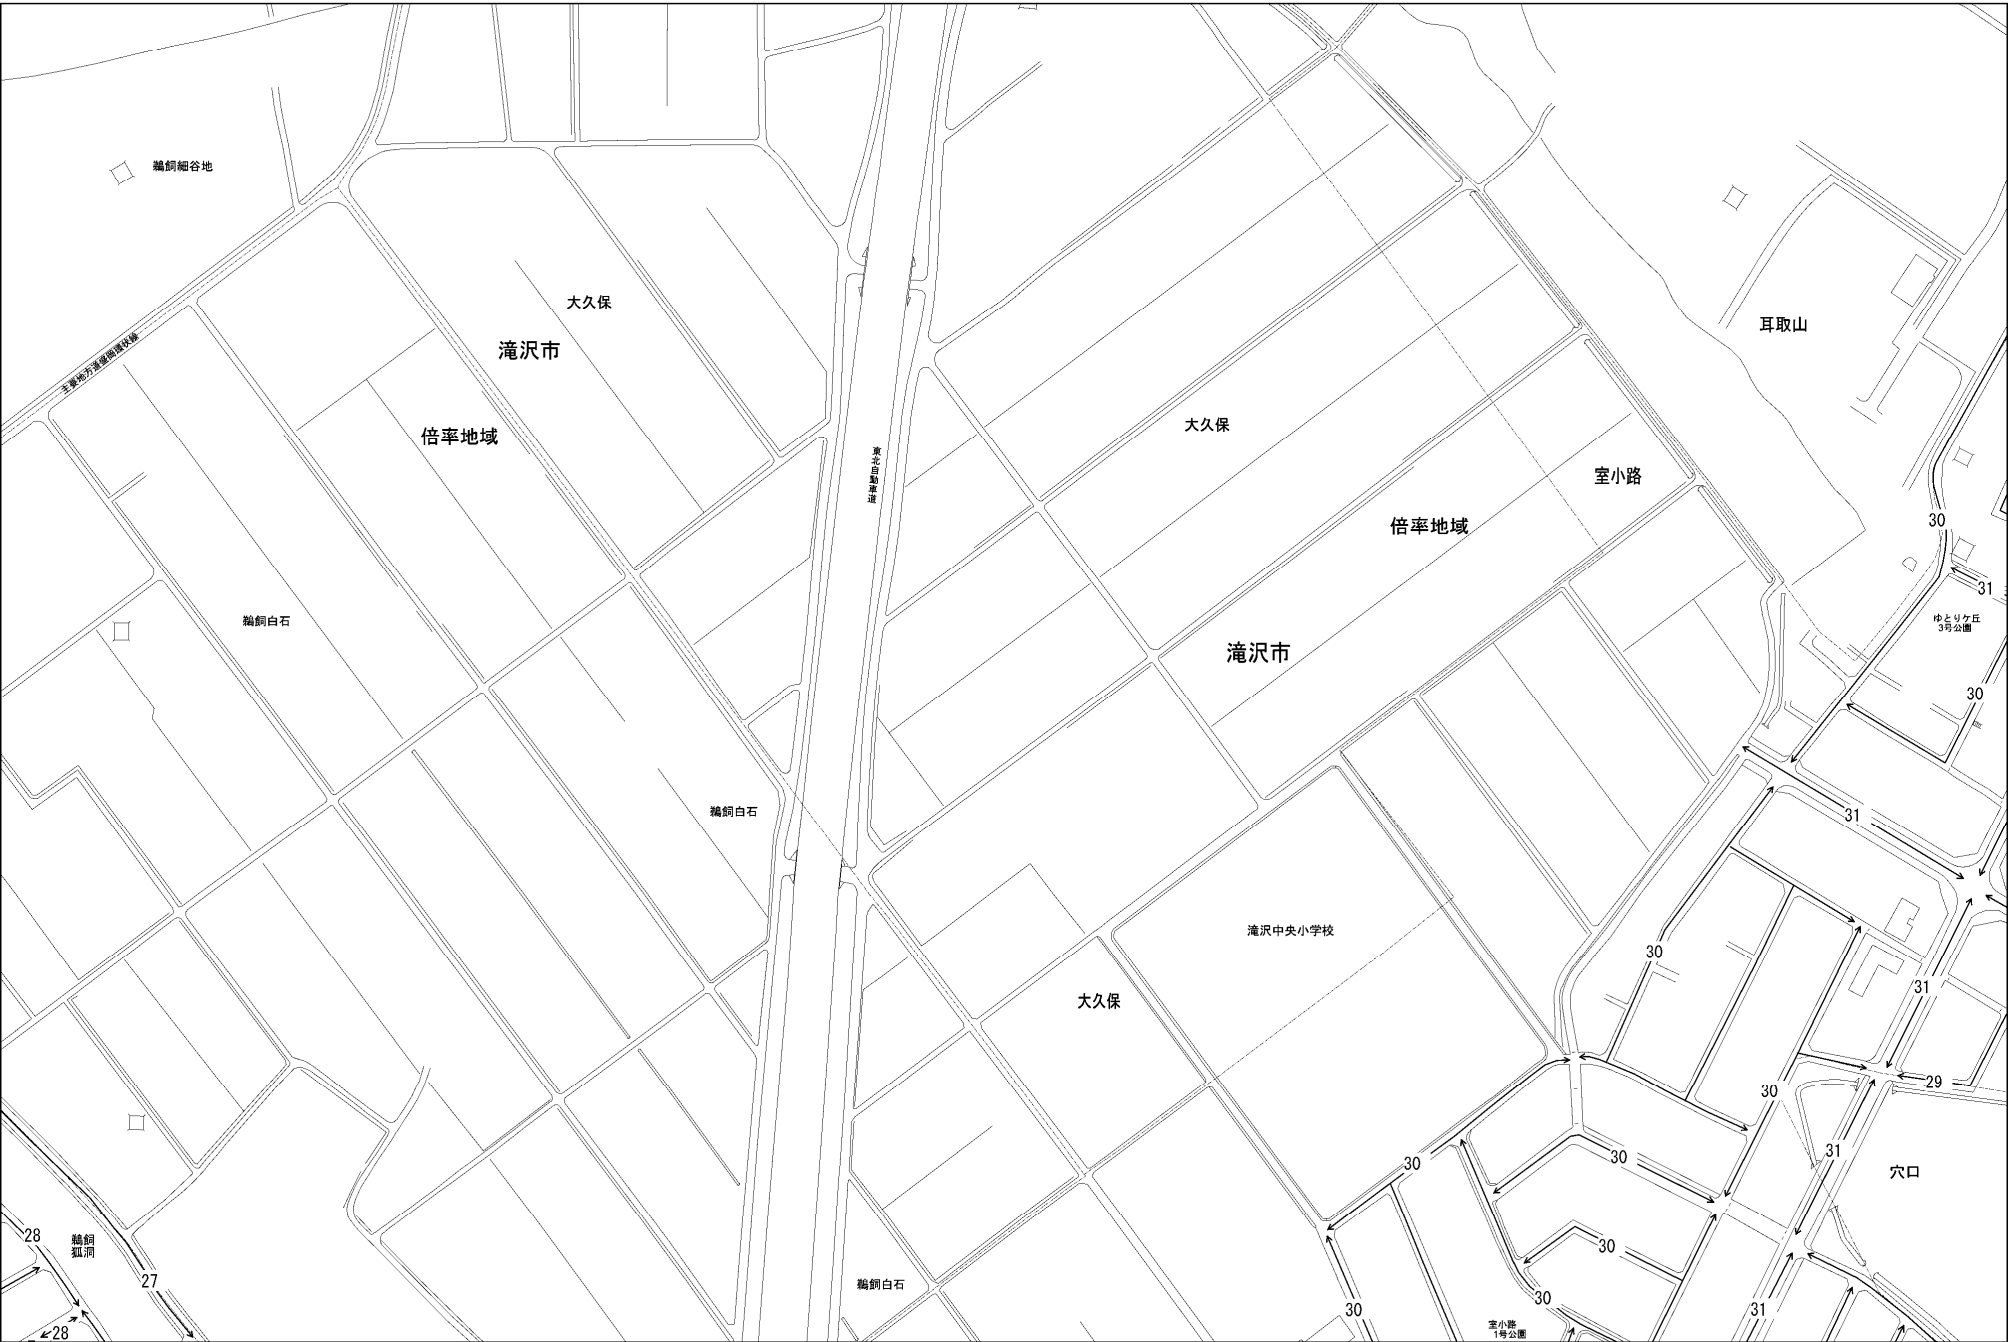 鵜飼細谷地
大久保
滝沢市
耳取山
主要地方道盛岡環状線
倍率地域
大久保
東北自動車道
室小路
30
倍率地域
31
鵜飼白石
ゆとりケ丘
3号公園
滝沢市
30
鵜飼白石
31
滝沢中央小学校
30
31
大久保
29
30
31
30
30
穴口
28
鵜飼
狐洞
30
27
鵜飼白石
30
30
31
28
室小路
1号公園